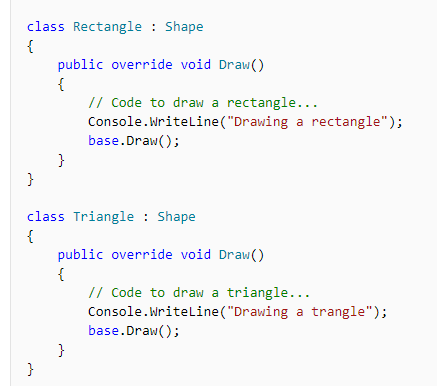 class Rectangle : Shape
{
    public override void Draw()
    {
        // Code to draw a rectangle...
        Console.WriteLine("Drawing a rectangle");
        base.Draw();
    }
}

class Triangle : Shape
{
    public override void Draw()
    {
        // Code to draw a triangle...
        Console.WriteLine("Drawing a trangle");
        base.Draw();
    }
}